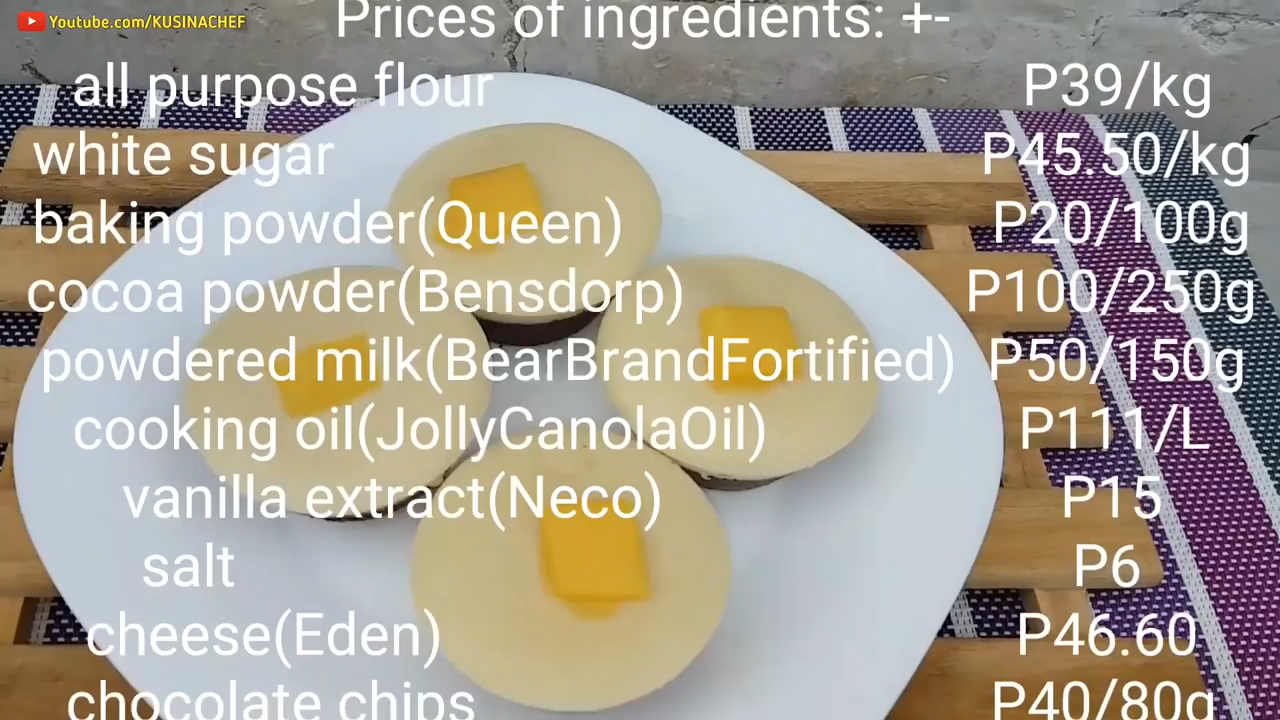 Youtube.com/KUSINACHEF
Prices of ingredients: +-
all purpose flour P39/kg
white sugar P45.50/kg
baking powder(Queen) P20/100g
cocoa powder(Bensdorp) P100/250g
powdered milk(BearBrandFortified) P50/150g
cooking oil(JollyCanolaOil) P111/L
vanilla extract(Neco) P15
salt P6
cheese(Eden) P46.60
chocolate chips P40/80g